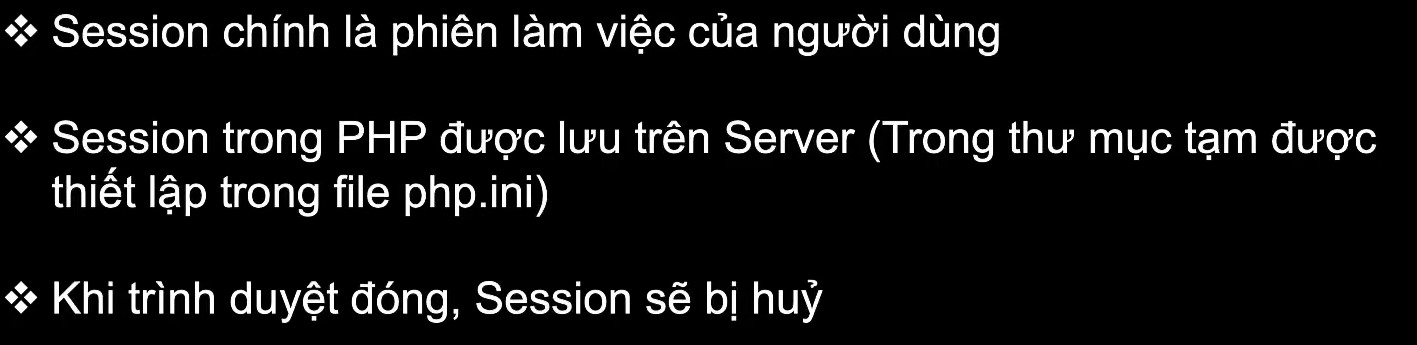 ❖ Session chính là phiên làm việc của người dùng
❖ Session trong PHP được lưu trên Server (Trong thư mục tạm được
thiết lập trong file php.ini)
❖ Khi trình duyệt đóng, Session sẽ bị huỷ